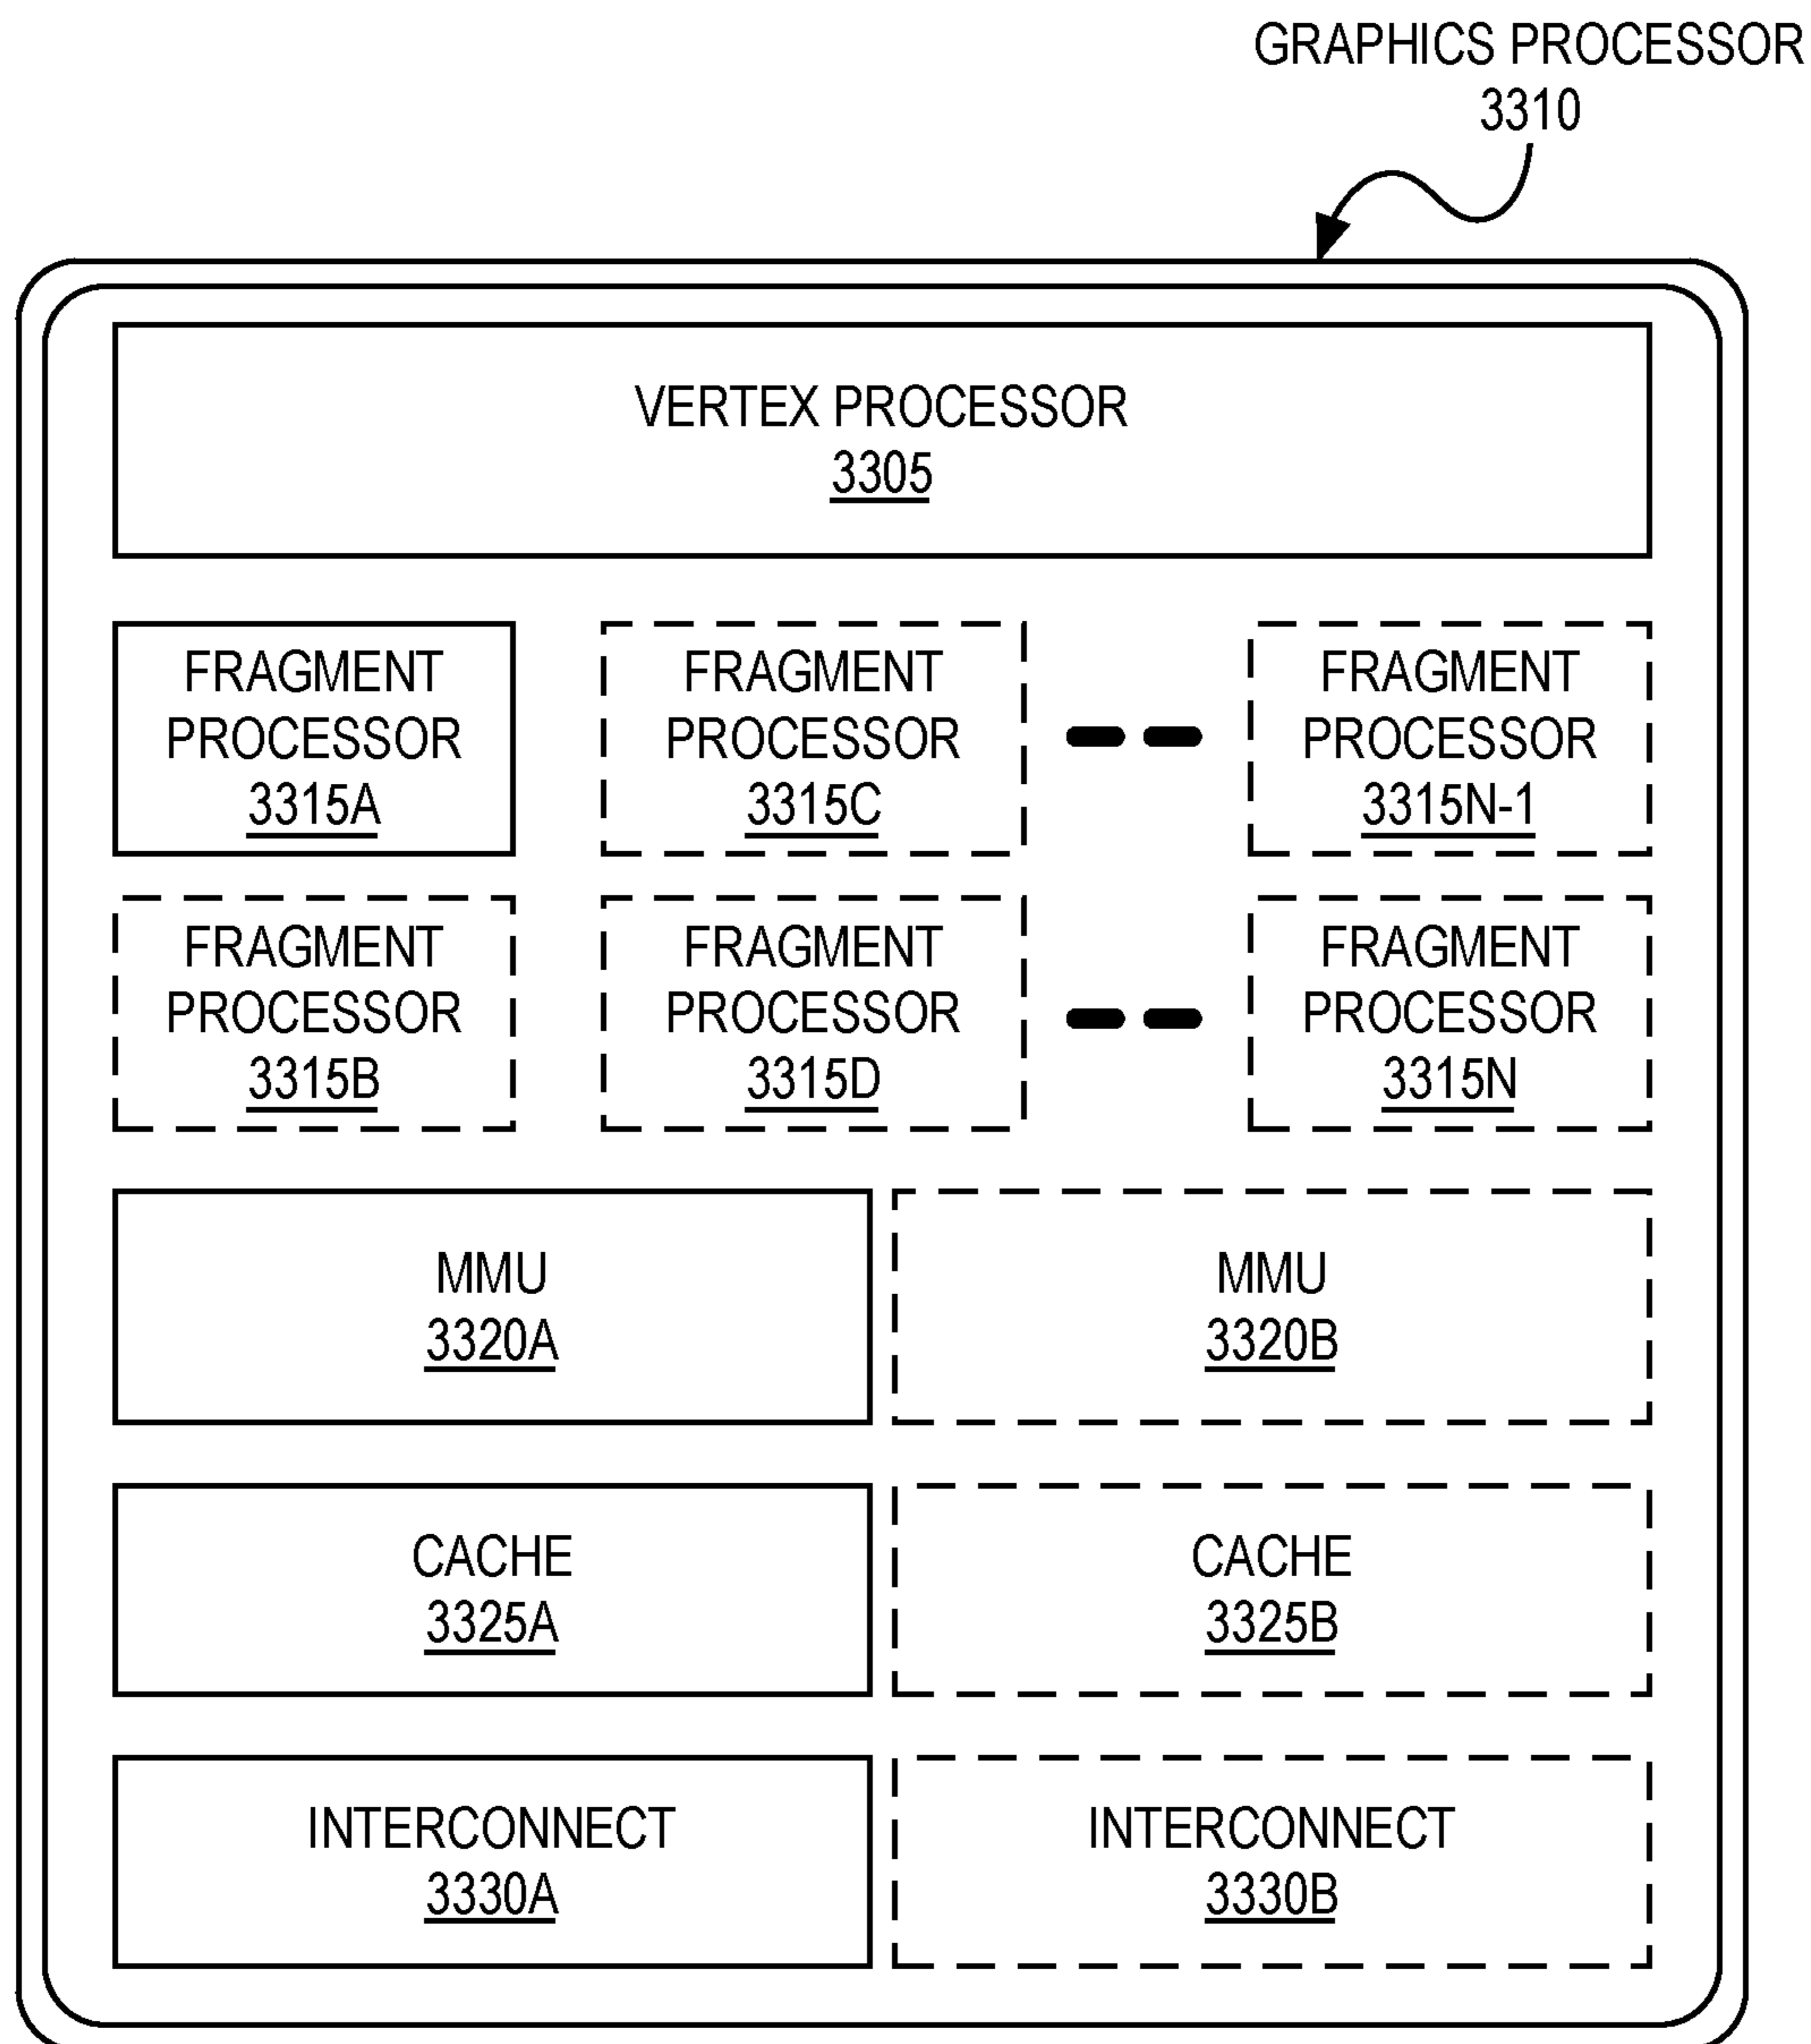 GRAPHICS PROCESSOR
3310
VERTEX PROCESSOR
3305
FRAGMENT
PROCESSOR
3315A
FRAGMENT
PROCESSOR
3315C
FRAGMENT
PROCESSOR
3315N-1
FRAGMENT
PROCESSOR
3315B
FRAGMENT
PROCESSOR
3315D
FRAGMENT
PROCESSOR
3315N
MMU
3320A
MMU
3320B
CACHE
3325A
CACHE
3325B
INTERCONNECT
3330A
INTERCONNECT
3330B